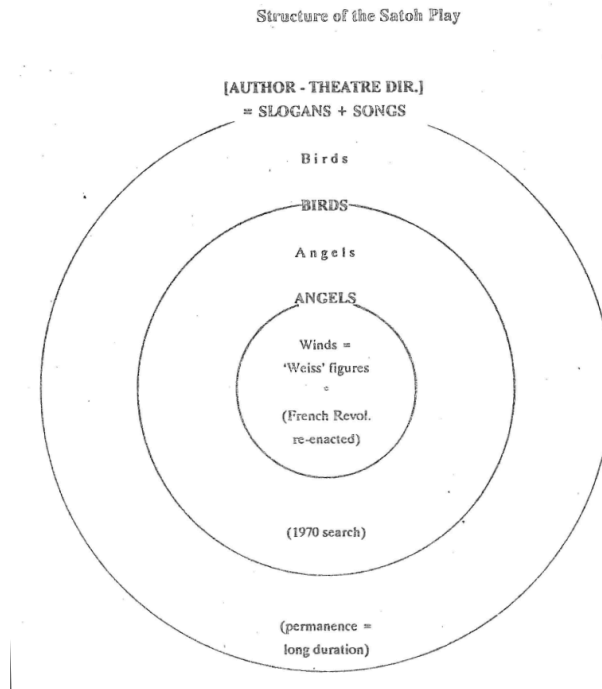 Structure of the Satoh Play
[AUTHOR - THEATRE DIR.]
= SLOGANS + SONGS
Birds
BIRDS
Angels
ANGELS
Winds =
'Weiss' figures
(French Revol.
re-enacted)
(1970 search)
(permanence =
long duration)